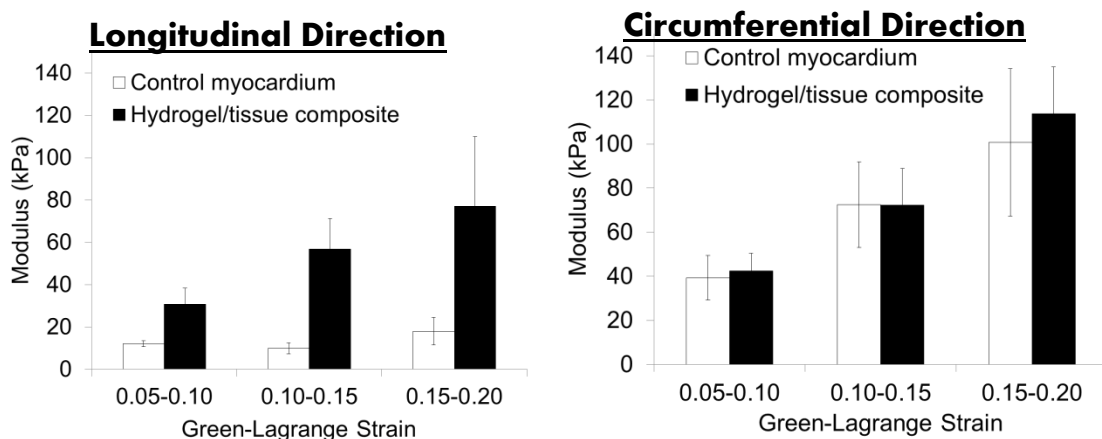 Longitudinal Direction
Control myocardium
Hydrogel/tissue composite
Modulus (kPa)
140
120
100
80
60
40
20
0
0.05-0.10 0.10-0.15 0.15-0.20
Green-Lagrange Strain
Circumferential Direction
Control myocardium
Hydrogel/tissue composite
Modulus (kPa)
140
120
100
80
60
40
20
0
0.05-0.10 0.10-0.15 0.15-0.20
Green-Lagrange Strain